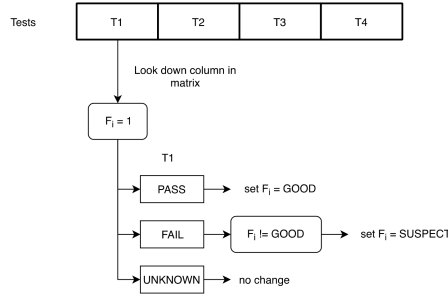 Tests T1 T2 T3 T4
Look down column in
matrix
Fi = 1
T1
PASS set Fi = GOOD
FAIL Fi != GOOD set Fi = SUSPECT
UNKNOWN no change